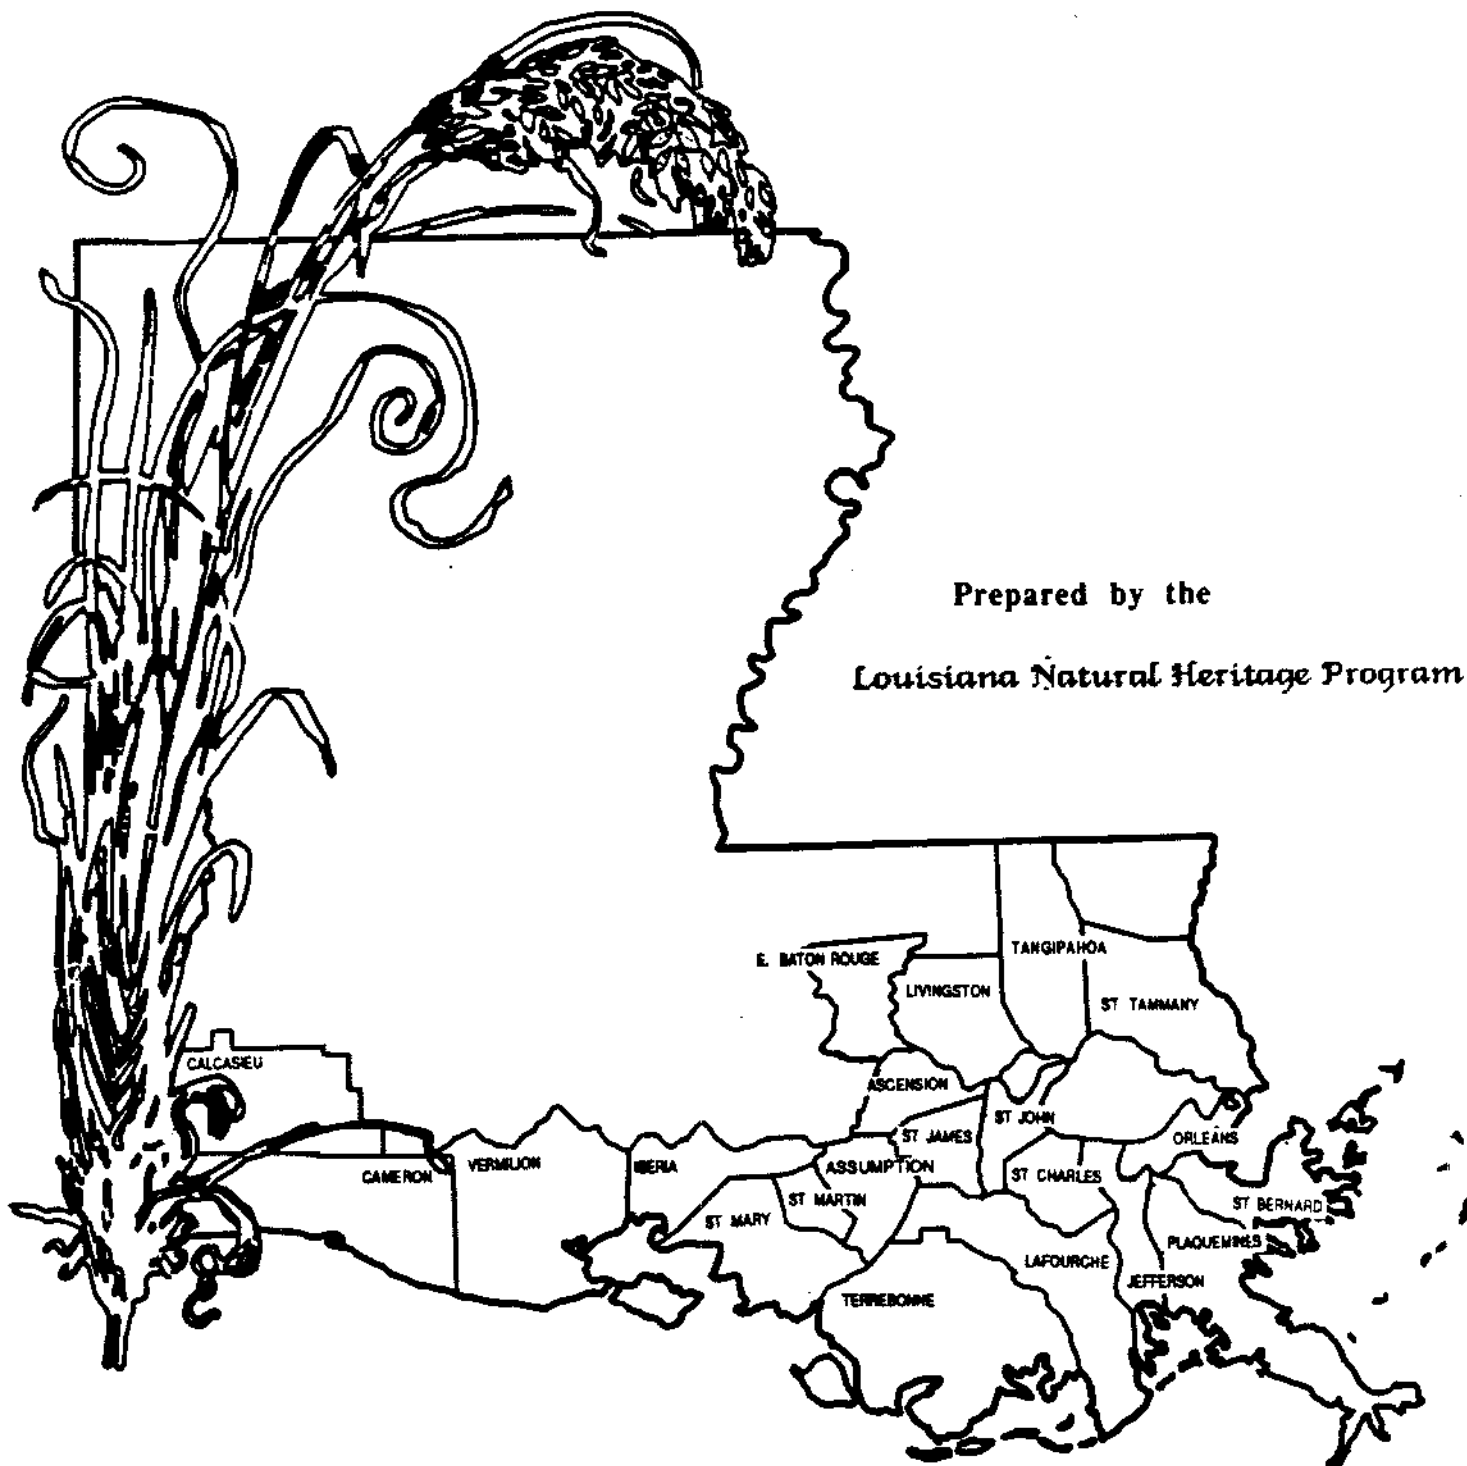 Prepared by the
Louisiana Natural Heritage Program
TANGIPAHOA
E. BATON ROUGE
LIVINGSTON
ST TAMMANY
CALCASIEU
ASCENSION
ST JOHN
ST JAMES
ORLEANS
CAMERON
VERMILION
IBERIA
ASSUMPTION
ST CHARLES
ST MARTIN
ST BERNARD
ST MARY
PLAQUEMINES
LAFOURCHE
JEFFERSON
TERREBONNE